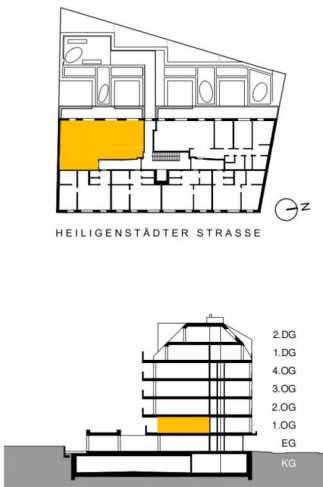 N
HEILIGENSTÄDTER STRASSE
2.DG
1.DG
4.OG
3.OG
2.OG
1.OG
EG
KG